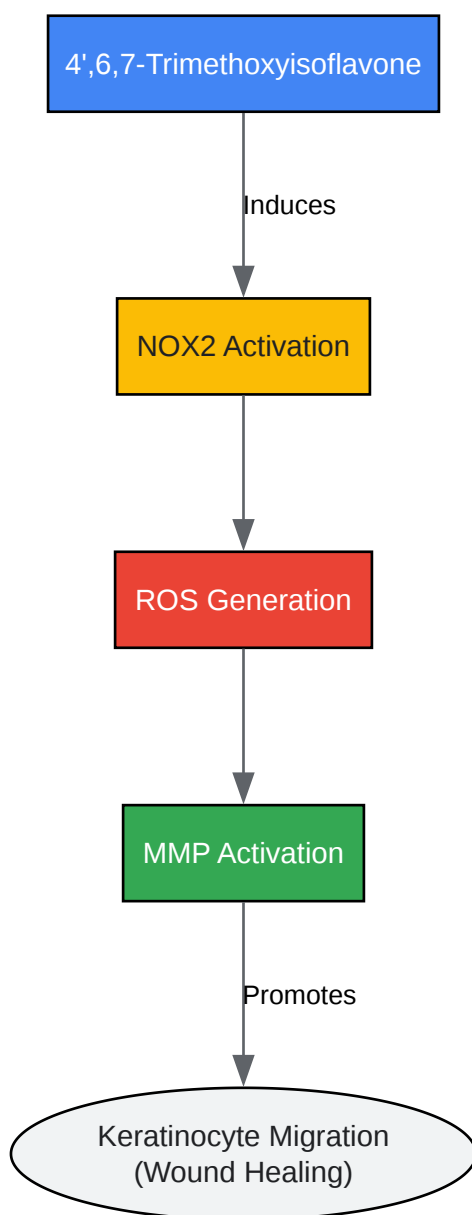 4',6,7-Trimethoxyisoflavone
Induces
NOX2 Activation
ROS Generation
MMP Activation
Promotes
Keratinocyte Migration
(Wound Healing)